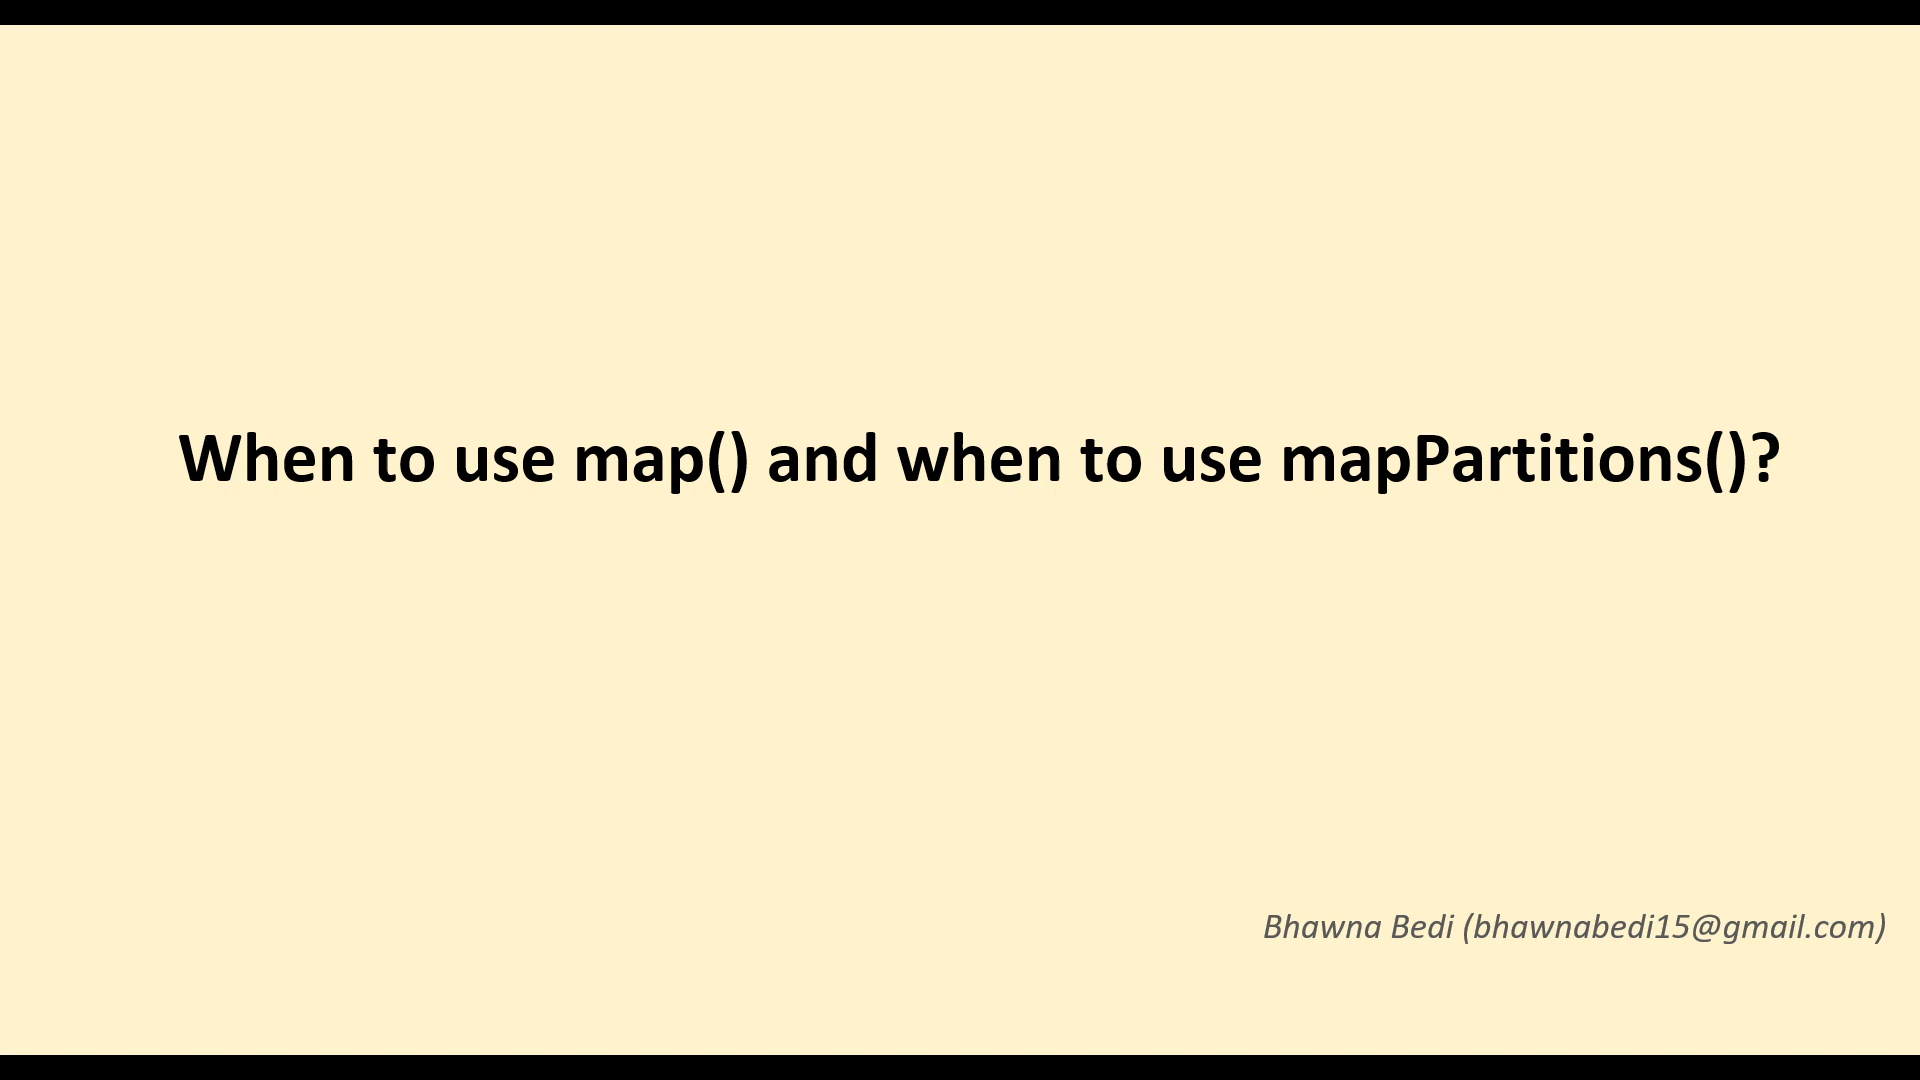 When to use map() and when to use mapPartitions()?
Bhawna Bedi (bhawnabedi15@gmail.com)